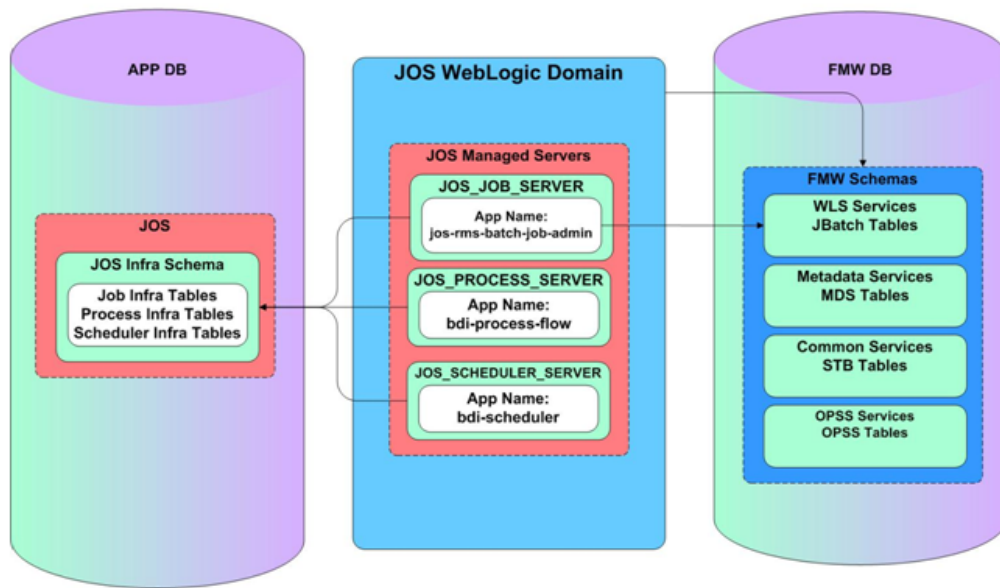 APP DB
JOS
JOS Infra Schema
Job Infra Tables
Process Infra Tables
Scheduler Infra Tables
JOS WebLogic Domain
JOS Managed Servers
JOS_JOB_SERVER
App Name:
jos-rms-batch-job-admin
JOS_PROCESS_SERVER
App Name:
bdi-process-flow
JOS_SCHEDULER_SERVER
App Name:
bdi-scheduler
FMW DB
FMW Schemas
WLS Services
JBatch Tables
Metadata Services
MDS Tables
Common Services
STB Tables
OPSS Services
OPSS Tables